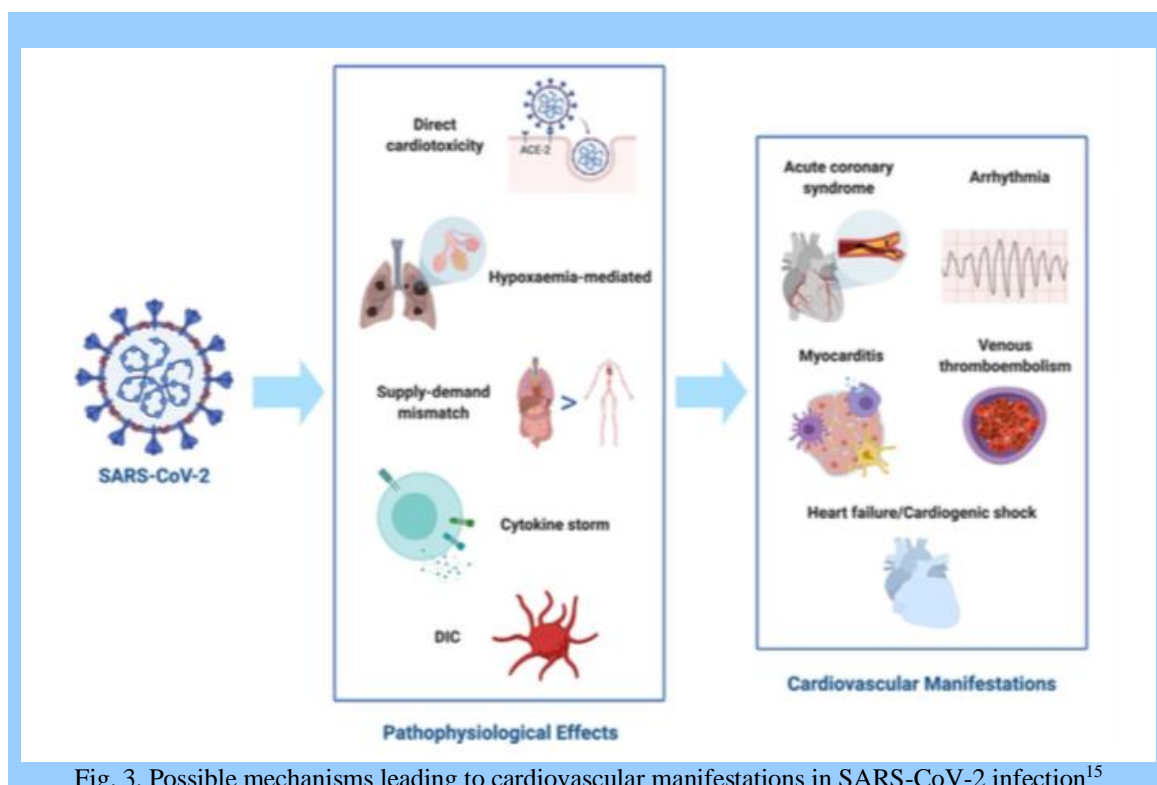 Direct
cardiotoxicity
ACE-2
Hypoxaemia-mediated
Supply-demand
mismatch
>
Cytokine storm
DIC
SARS-CoV-2
Pathophysiological Effects
Acute coronary
syndrome
Arrhythmia
Myocarditis
Venous
thromboembolism
Heart failure/Cardiogenic shock
Cardiovascular Manifestations
Fig. 3. Possible mechanisms leading to cardiovascular manifestations in SARS-CoV-2 infection15